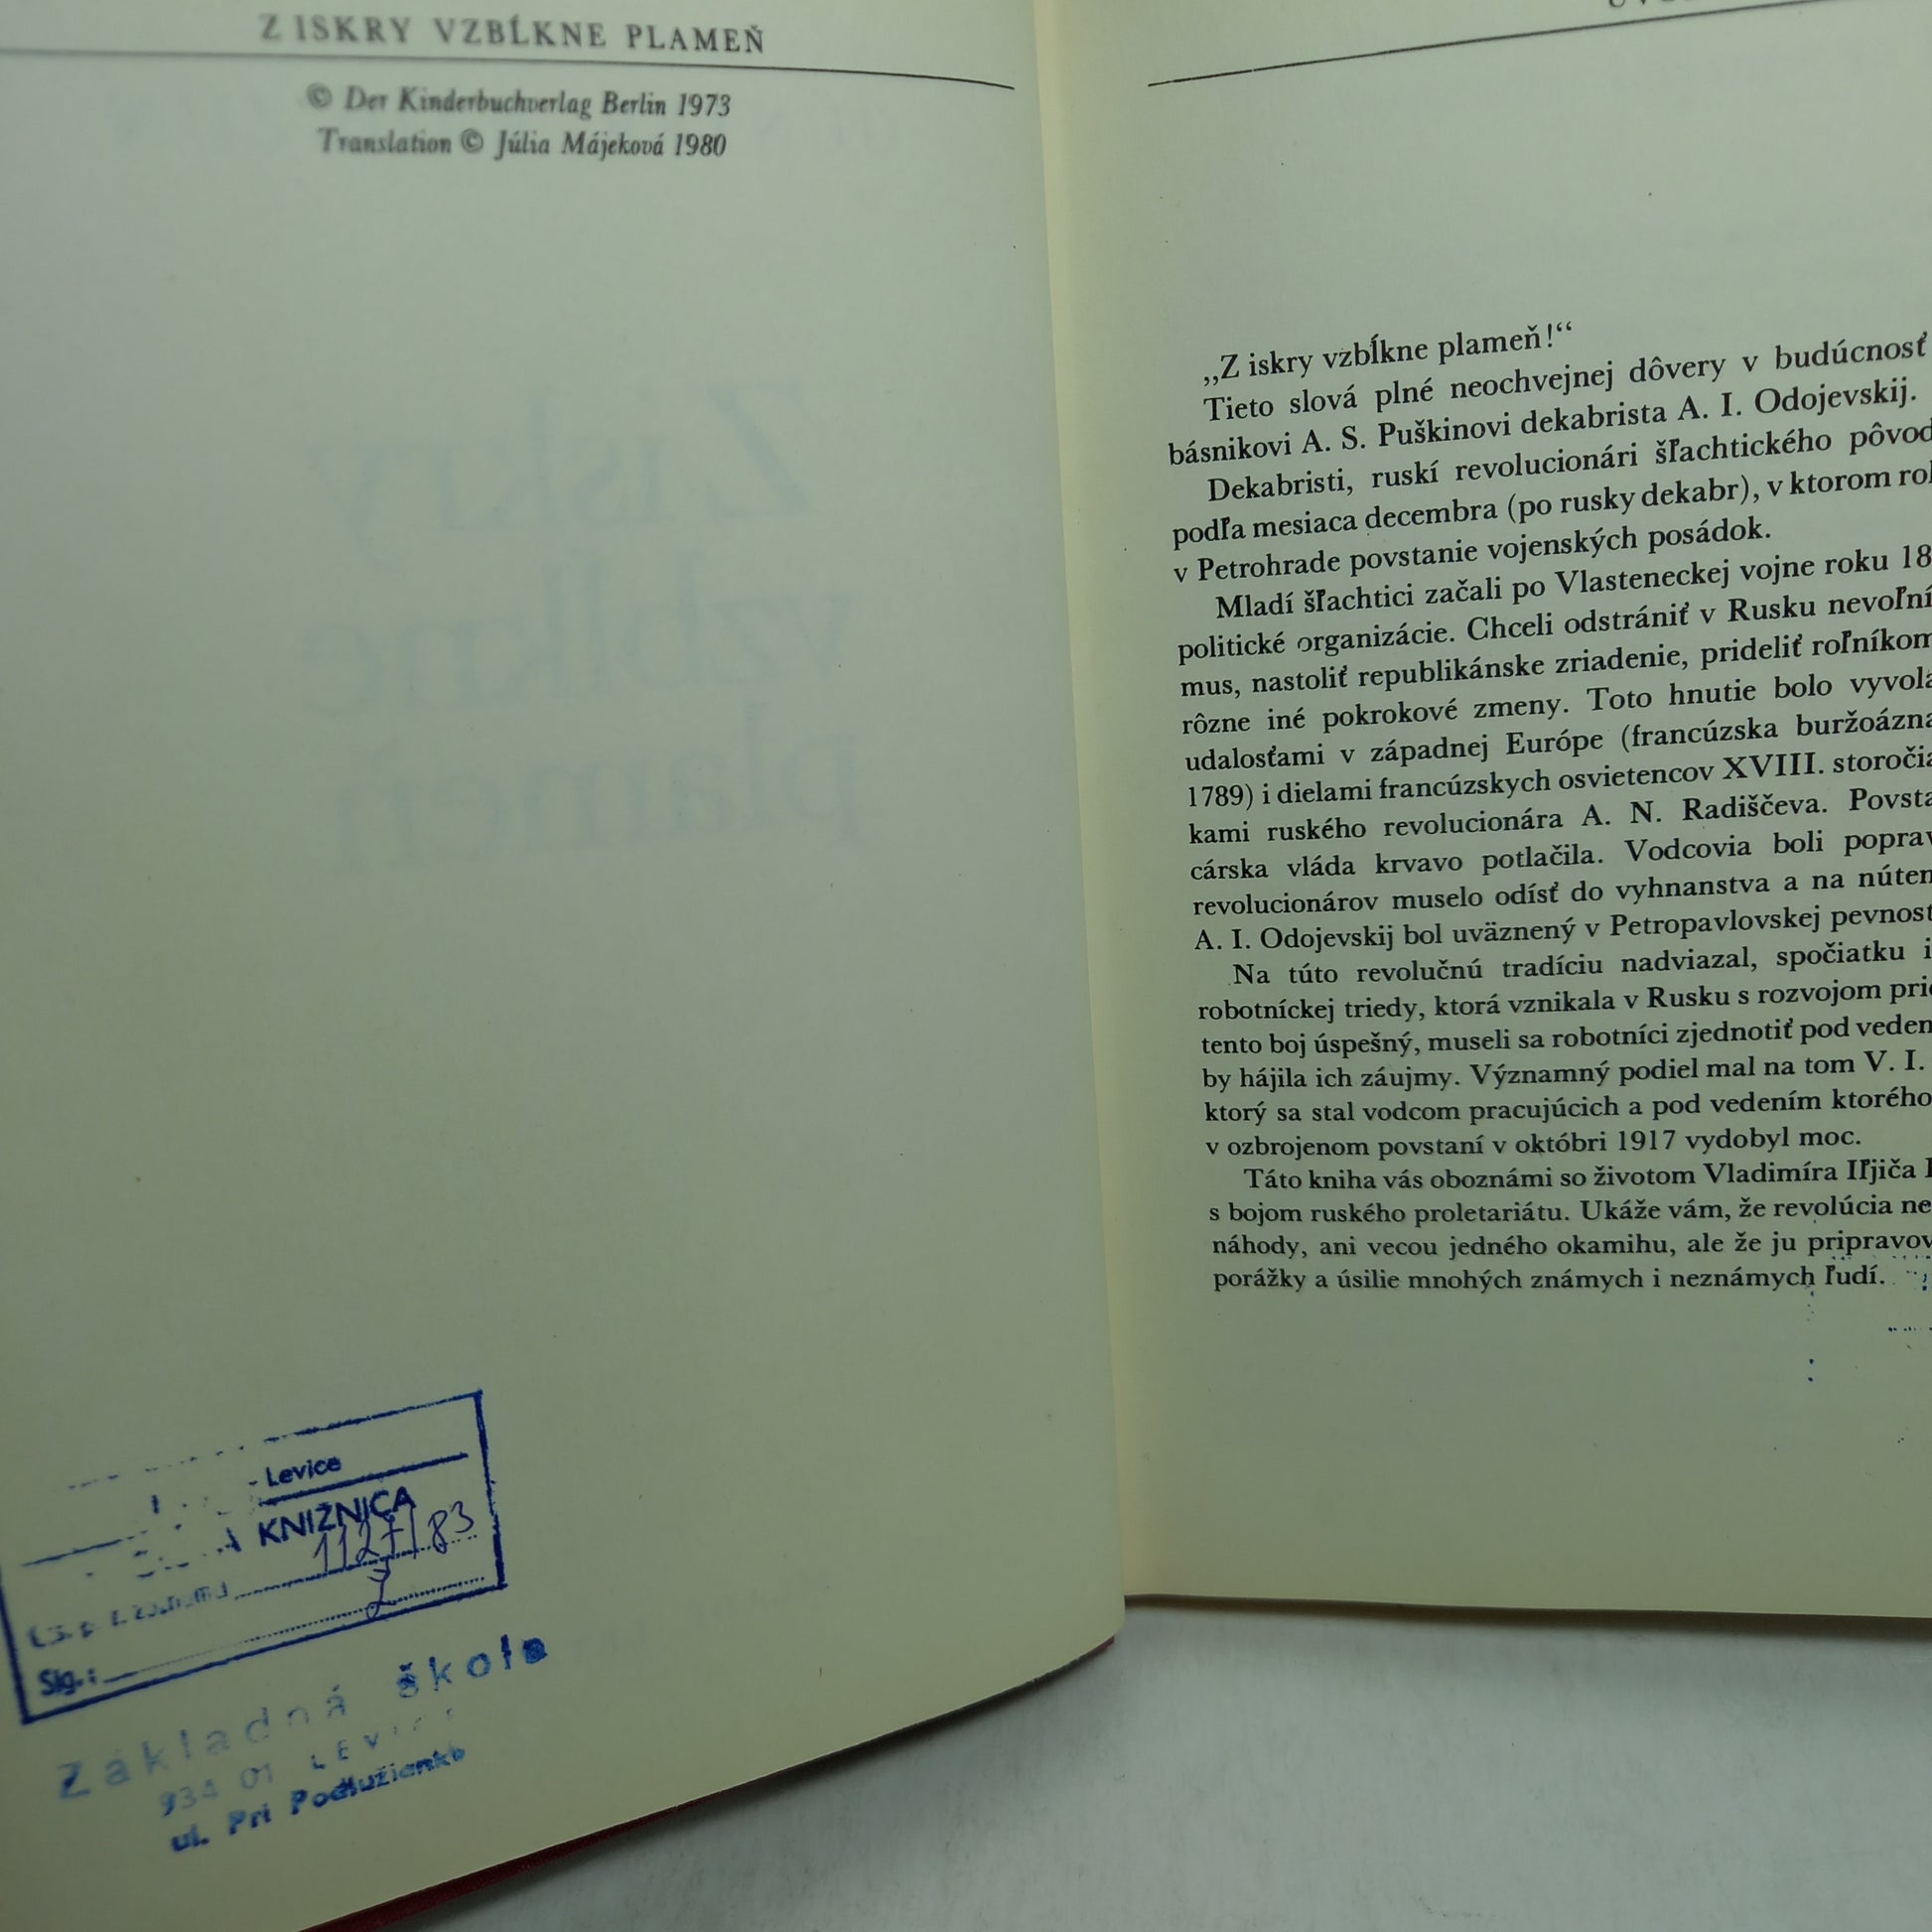 Z ISKRY VZBĹKNE PLAMEŇ
© Der Kinderbuchverlag Berlin 1973
Translation © Júlia Májeková 1980
- Levice
KNIŽNICA
1127/83
Sig.:
Základná škola
934 01 LEVICE
ul. Pri Podlužianke
„Z iskry vzbĺkne plameň!“
Tieto slová plné neochvejnej dôvery v budúcnosť
básnikovi A. S. Puškinovi dekabrista A. I. Odojevskij.
Dekabristi, ruskí revolucionári šľachtického pôvod
podľa mesiaca decembra (po rusky dekabr), v ktorom ro
v Petrohrade povstanie vojenských posádok.
Mladí šľachtici začali po Vlasteneckej vojne roku 18
politické organizácie. Chceli odstrániť v Rusku nevoľní
mus, nastoliť republikánske zriadenie, prideliť roľníkom
rôzne iné pokrokové zmeny. Toto hnutie bolo vyvola
udalosťami v západnej Európe (francúzska buržoázna
1789) i dielami francúzskych osvietencov XVIII. storočia
kami ruského revolucionára A. N. Radiščeva. Povsta
cárska vláda krvavo potlačila. Vodcovia boli poprav
revolucionárov muselo odísť do vyhnanstva a na núten
A. I. Odojevskij bol uväznený v Petropavlovskej pevnost
Na túto revolučnú tradíciu nadviazal, spočiatku i
robotníckej triedy, ktorá vznikala v Rusku s rozvojom prie
tento boj úspešný, museli sa robotníci zjednotiť pod veden
by hájila ich záujmy. Významný podiel mal na tom V. I.
ktorý sa stal vodcom pracujúcich a pod vedením ktorého
v ozbrojenom povstaní v októbri 1917 vydobyl moc.
Táto kniha vás oboznámi so životom Vladimíra Iľjiča
s bojom ruského proletariátu. Ukáže vám, že revolúcia ne
náhody, ani vecou jedného okamihu, ale že ju pripravov
porážky a úsilie mnohých známych i neznámych ľudí.